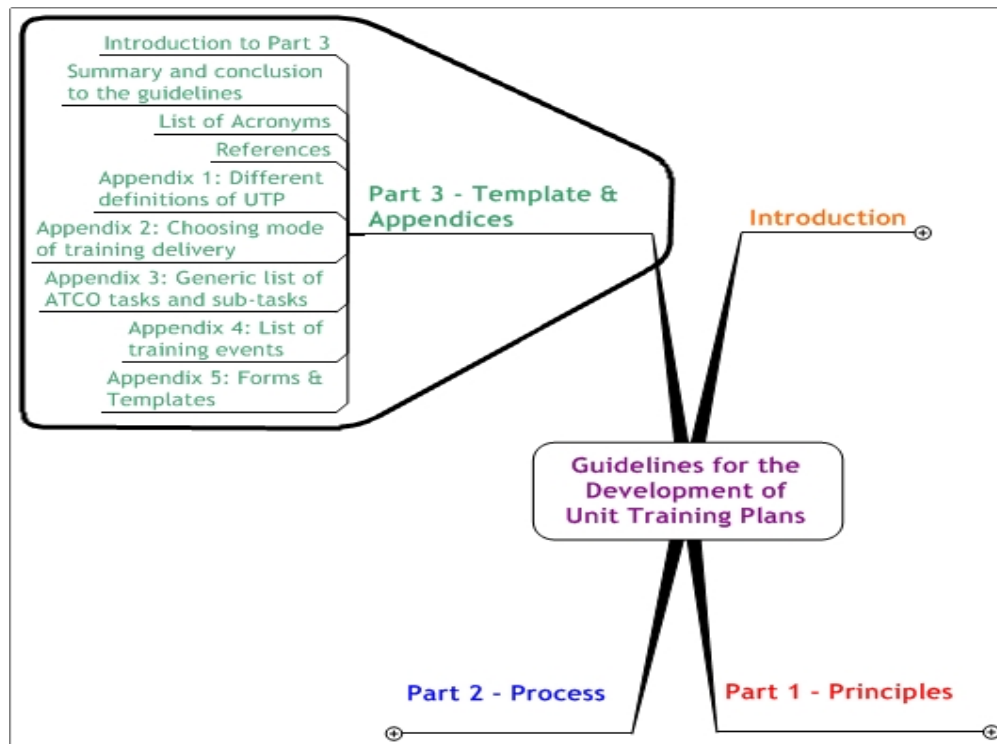 Introduction to Part 3
Summary and conclusion
to the guidelines
List of Acronyms
References
Appendix 1: Different
definitions of UTP
Appendix 2: Choosing mode
of training delivery
Appendix 3: Generic list of
ATCO tasks and sub-tasks
Appendix 4: List of
training events
Appendix 5: Forms &
Templates
Part 3 - Template &
Appendices
Introduction
Guidelines for the
Development of
Unit Training Plans
Part 2 - Process
Part 1 - Principles